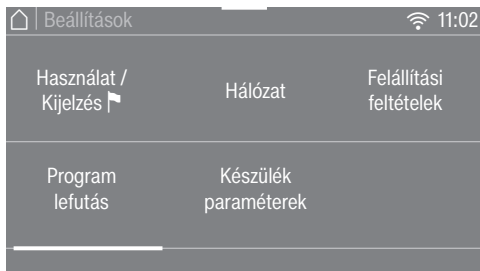 Beállítások 11:02
Használat /
Kijelzés
Hálózat
Felállítási
feltételek
Program
lefutás
Készülék
paraméterek